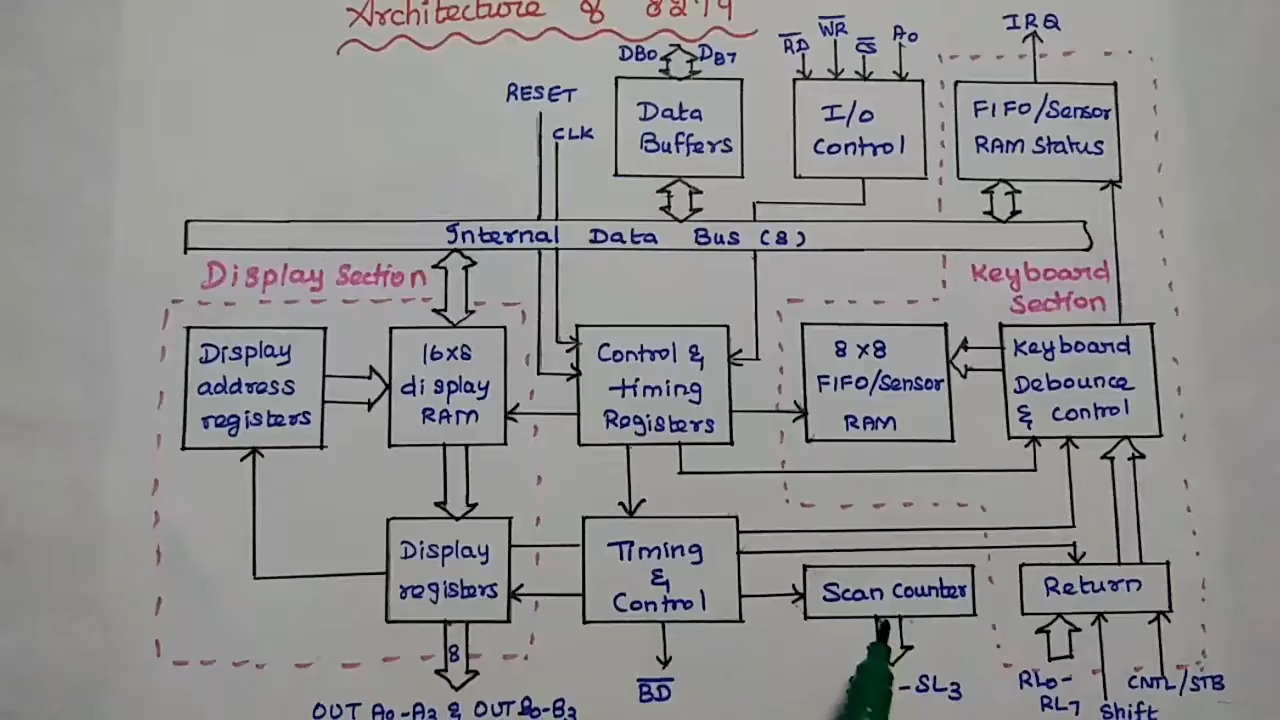 Architecture of 8279
IRQ
DB0 DB7
RD WR CS A0
RESET
CLK
Data
Buffers
I/O
Control
FIFO/Sensor
RAM Status
Internal Data Bus (8)
Display Section
Keyboard
Section
Display
address
registers
16x8
display
RAM
Control &
timing
Registers
8 x8
FIFO/Sensor
RAM
Keyboard
Debounce
& control
Display
registers
Timing
&
Control
Scan Counter
Return
8
BD
-SL3
RL0-
RL7
Shift
CNTL/STB
OUT A0-A3 & OUT B0-B3